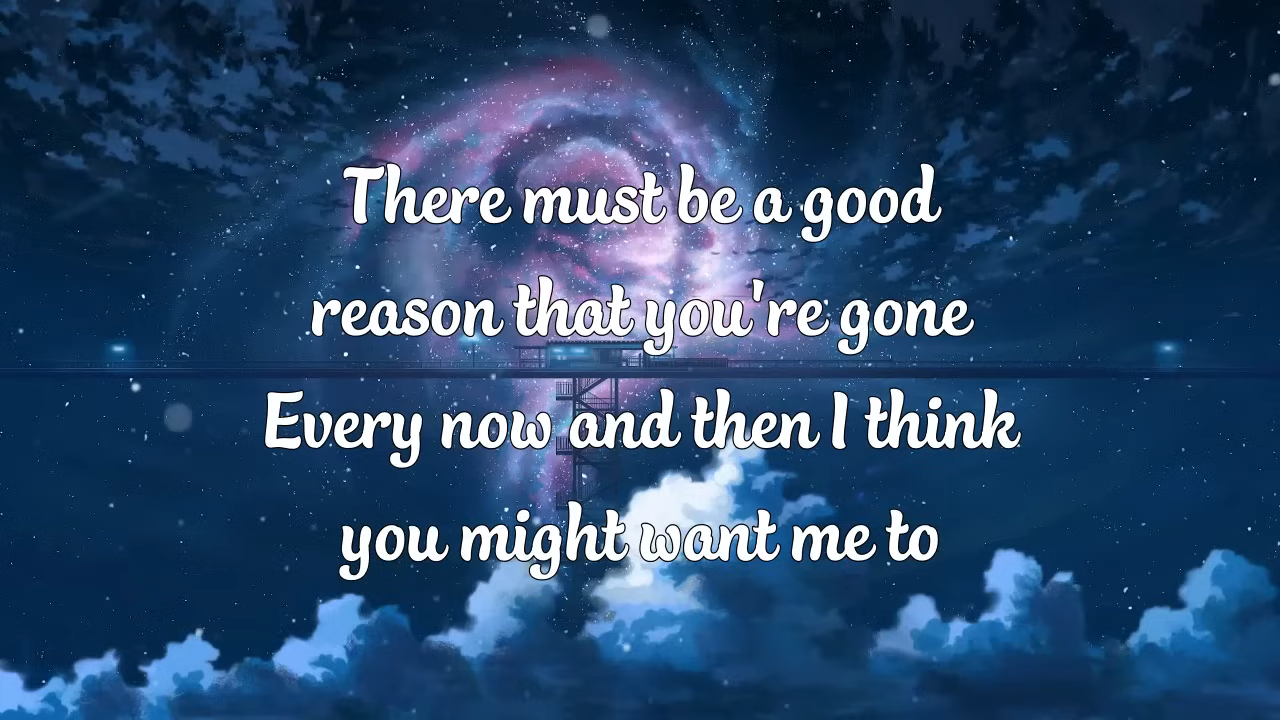 There must be a good
reason that you're gone
Every now and then I think
you might want me to